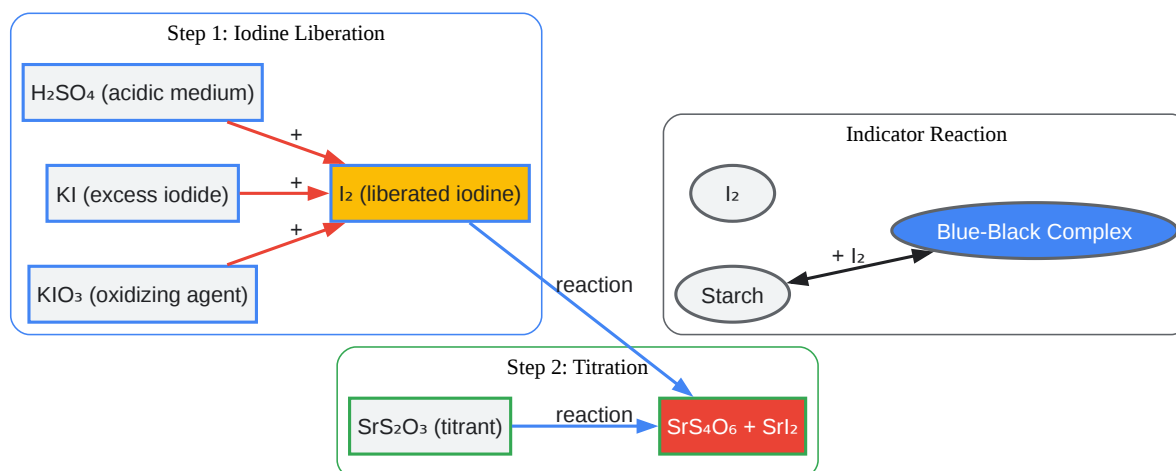 Step 1: Iodine Liberation
H₂SO₄ (acidic medium)
+
KI (excess iodide)
+
I₂ (liberated iodine)
+
KIO₃ (oxidizing agent)
reaction
Indicator Reaction
I₂
Blue-Black Complex
+ I₂
Starch
Step 2: Titration
SrS₂O₃ (titrant)
reaction
SrS₄O₆ + SrI₂